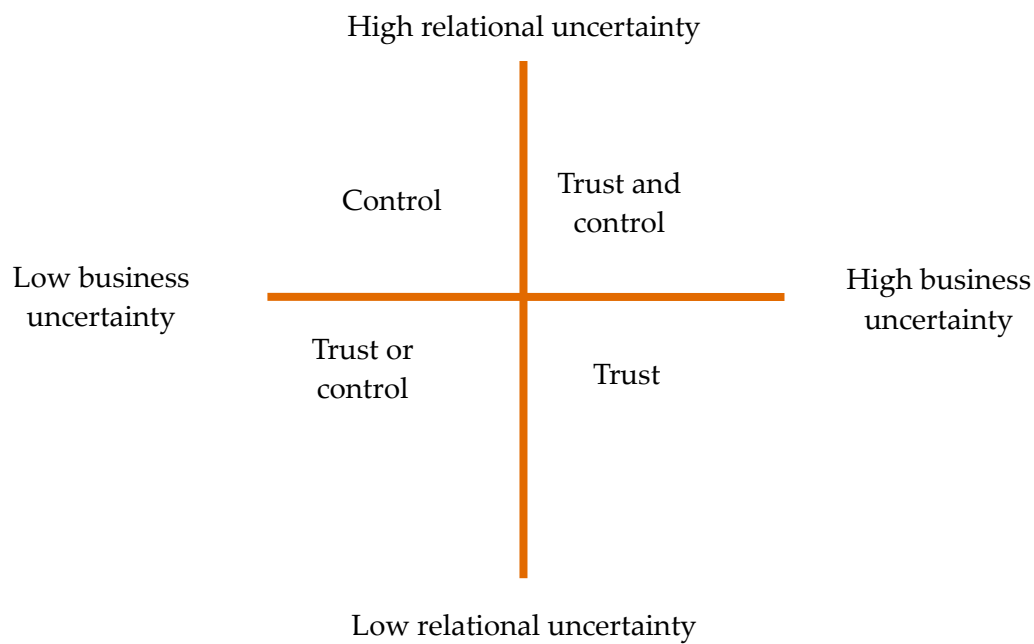 High relational uncertainty
Control
Trust and
control
Low business
uncertainty
High business
uncertainty
Trust or
control
Trust
Low relational uncertainty